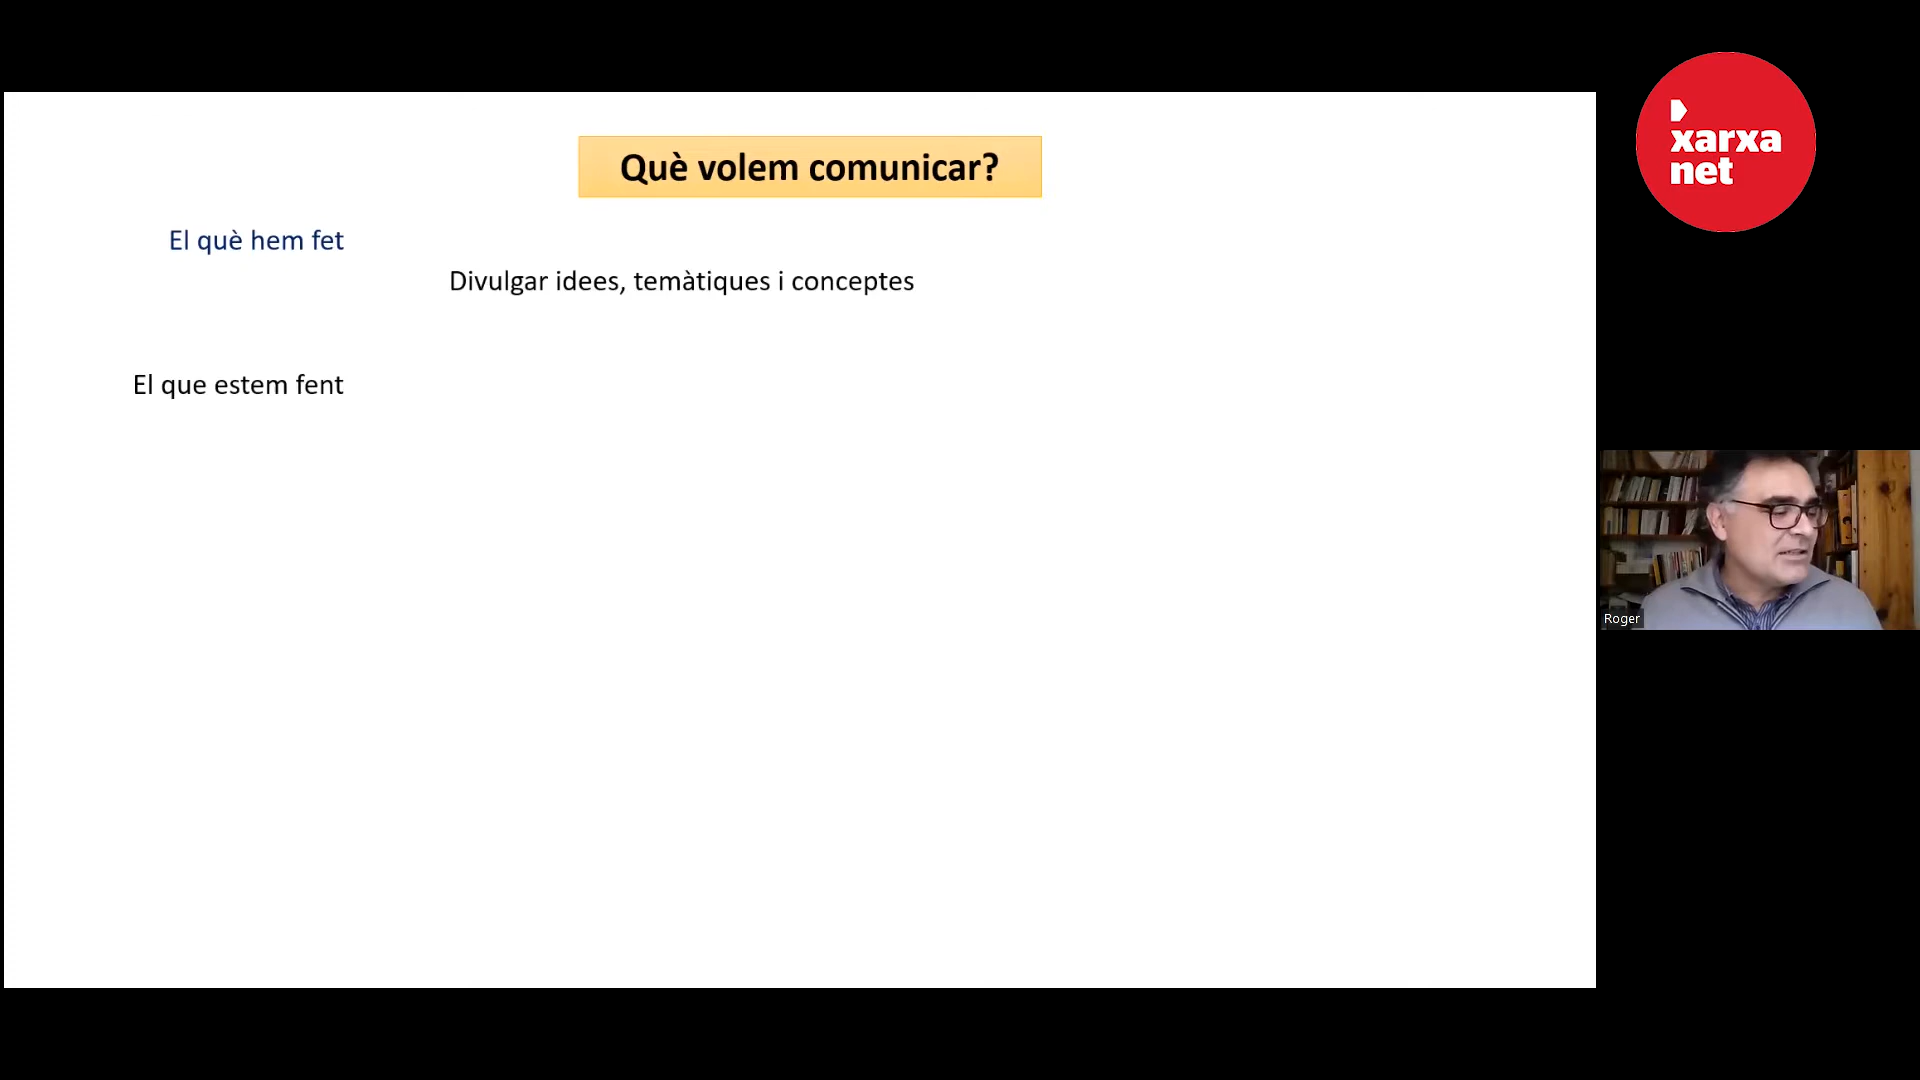 Què volem comunicar?
El què hem fet
Divulgar idees, temàtiques i conceptes
El que estem fent
xarxa
net
Roger